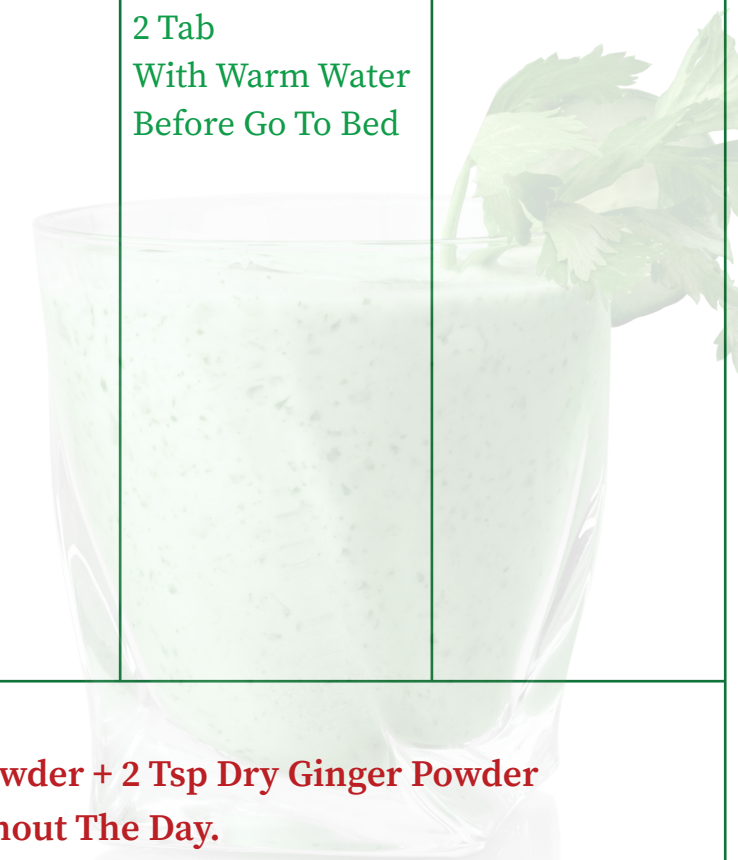 2 Tab
With Warm Water
Before Go To Bed
wder + 2 Tsp Dry Ginger Powder
hout The Day.